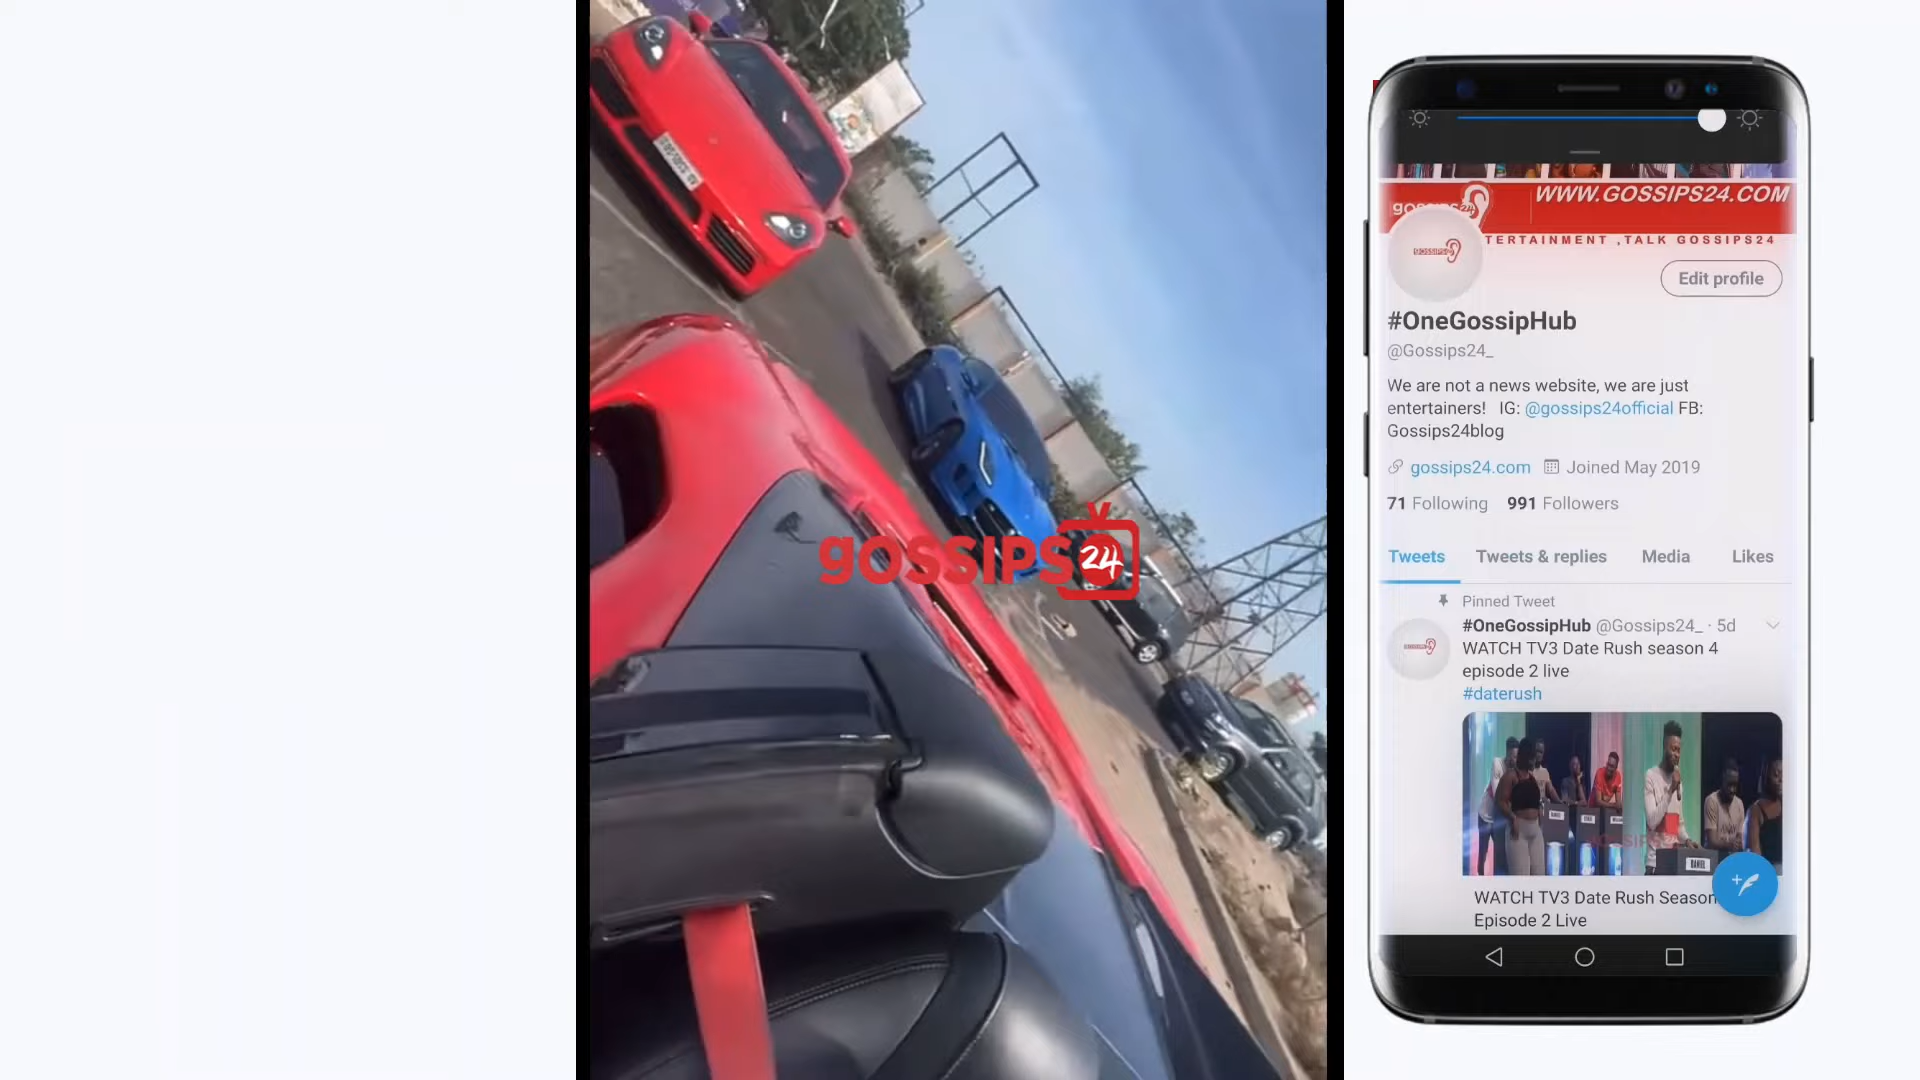 gOSSIPS 24
WWW.GOSSIPS24.COM
gossips24
TERTAINMENT ,TALK GOSSIPS24
Edit profile
#OneGossipHub
@Gossips24_
We are not a news website, we are just
entertainers! IG: @gossips24official FB:
Gossips24blog
gossips24.com Joined May 2019
71 Following 991 Followers
Tweets Tweets & replies Media Likes
Pinned Tweet
#OneGossipHub @Gossips24_ · 5d
WATCH TV3 Date Rush season 4
episode 2 live
#daterush
DANIEL
WATCH TV3 Date Rush Season
Episode 2 Live